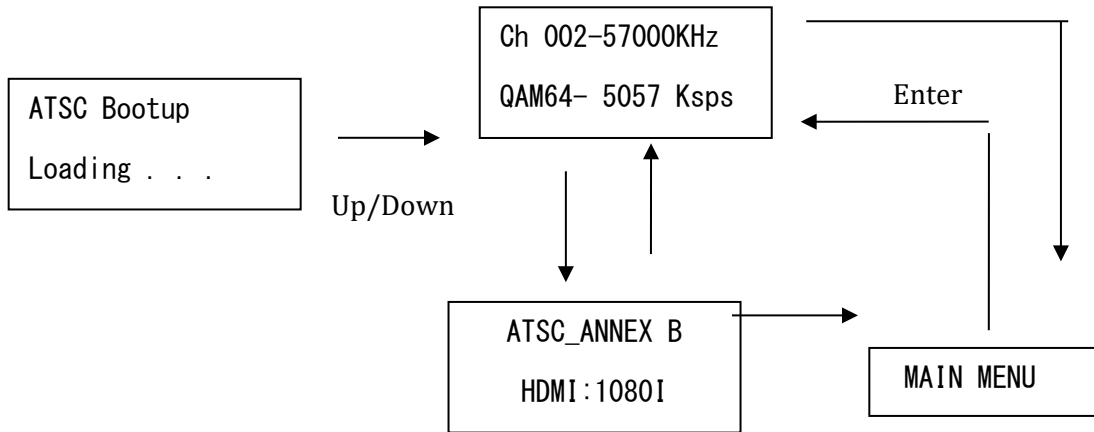 Ch 002-57000KHz
QAM64- 5057 Ksps
Enter
ATSC Bootup
Loading . . .
Up/Down
ATSC_ANNEX B
HDMI:1080I
MAIN MENU